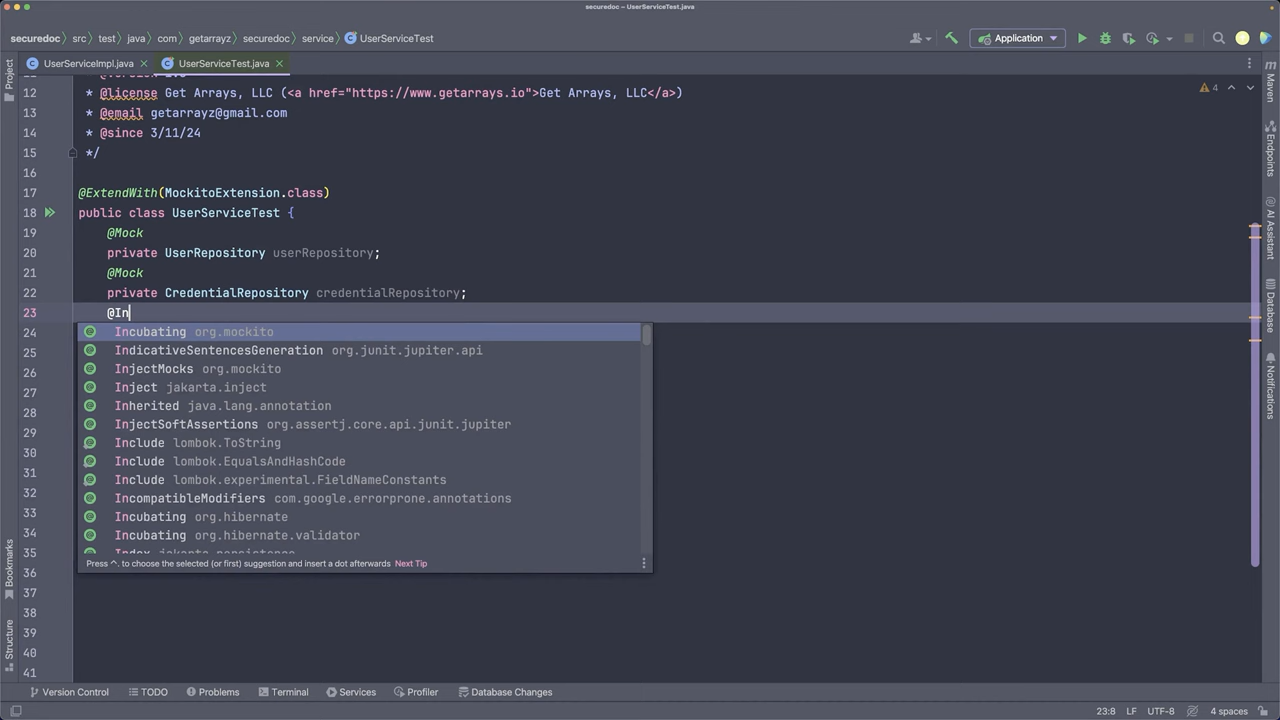 securedoc – UserServiceTest.java
securedoc src test java com getarrayz securedoc service UserServiceTest
Application
UserServiceImpl.java UserServiceTest.java
12 * @license Get Arrays, LLC (<a href="https://www.getarrays.io">Get Arrays, LLC</a>)
4
13 * @email getarrayz@gmail.com
14 * @since 3/11/24
15 */
16
17 @ExtendWith(MockitoExtension.class)
18 public class UserServiceTest {
19 @Mock
20 private UserRepository userRepository;
21 @Mock
22 private CredentialRepository credentialRepository;
23 @In
24
25
26
27
28
29
30
31
32
33
34
35
36
37
38
39
40
41
Incubating org.mockito
IndicativeSentencesGeneration org.junit.jupiter.api
InjectMocks org.mockito
Inject jakarta.inject
Inherited java.lang.annotation
InjectSoftAssertions org.assertj.core.api.junit.jupiter
Include lombok.ToString
Include lombok.EqualsAndHashCode
Include lombok.experimental.FieldNameConstants
IncompatibleModifiers com.google.errorprone.annotations
Incubating org.hibernate
Incubating org.hibernate.validator
Index jakarta.persistence
Press ^. to choose the selected (or first) suggestion and insert a dot afterwards Next Tip
Project
Bookmarks
Structure
Maven
Endpoints
AI Assistant
Database
Notifications
Version Control TODO Problems Terminal Services Profiler Database Changes
23:8 LF UTF-8 4 spaces